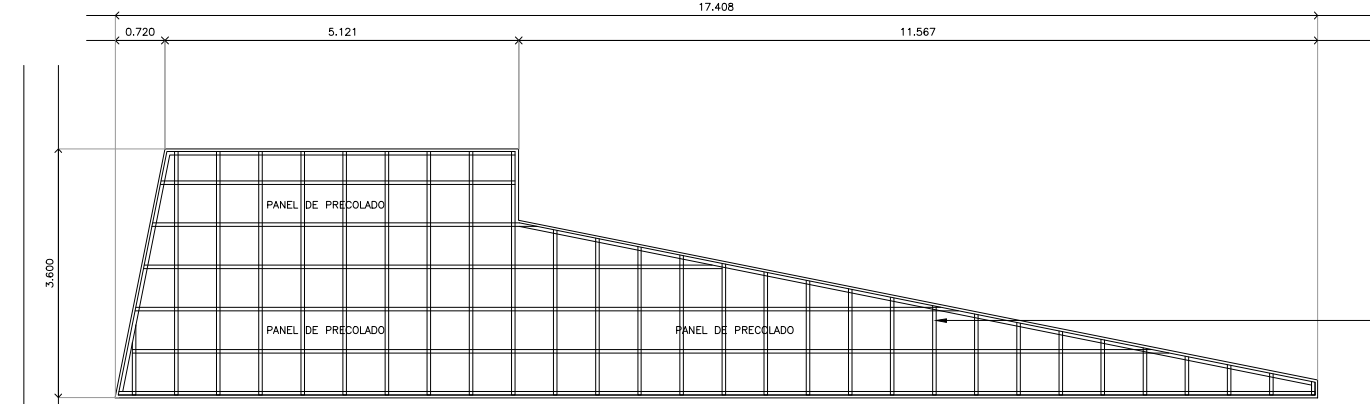 17.408
0.720
5.121
11.567
PANEL DE PRECOLADO
3.600
PANEL DE PRECOLADO
PANEL DE PRECOLADO